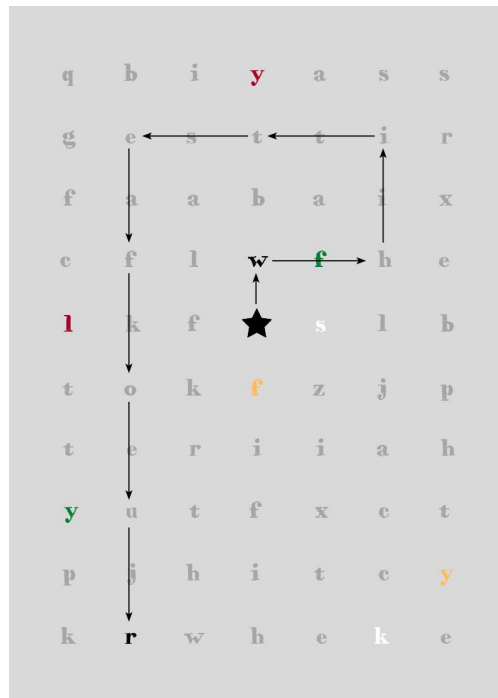 q b i y a s s
g e s t t i r
f a a b a i x
c f l w f h e
l k f s l b
t o k f z j p
t e r i i a h
y u t f x c t
p j h i t c y
k r w h e k e